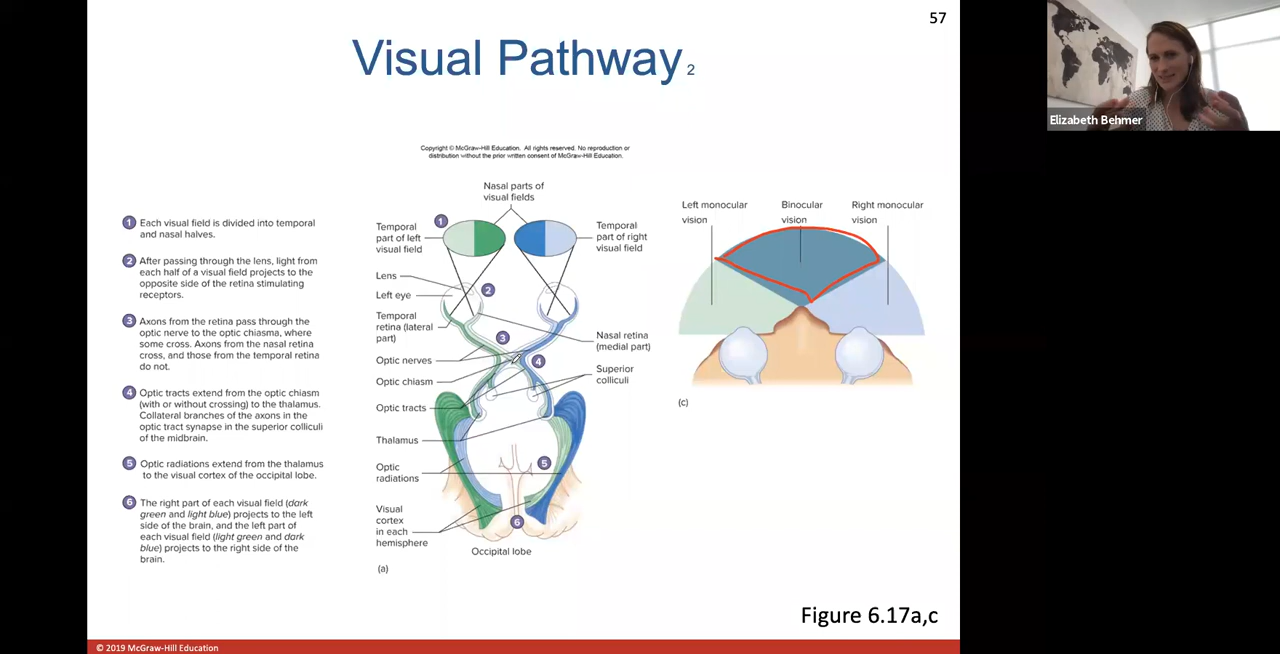 57
Visual Pathway 2
Elizabeth Behmer
Copyright © McGraw-Hill Education. All rights reserved. No reproduction or
distribution without the prior written consent of McGraw-Hill Education.
1 Each visual field is divided into temporal
and nasal halves.
2 After passing through the lens, light from
each half of a visual field projects to the
opposite side of the retina stimulating
receptors.
3 Axons from the retina pass through the
optic nerve to the optic chiasma, where
some cross. Axons from the nasal retina
cross, and those from the temporal retina
do not.
4 Optic tracts extend from the optic chiasm
(with or without crossing) to the thalamus.
Collateral branches of the axons in the
optic tract synapse in the superior colliculi
of the midbrain.
5 Optic radiations extend from the thalamus
to the visual cortex of the occipital lobe.
6 The right part of each visual field (dark
green and light blue) projects to the left
side of the brain, and the left part of
each visual field (light green and dark
blue) projects to the right side of the
brain.
Nasal parts of
visual fields
1
Temporal
part of left
visual field
Temporal
part of right
visual field
Lens
2
Left eye
Temporal
retina (lateral
part)
3
Nasal retina
(medial part)
Optic nerves
4
Optic chiasm
Superior
colliculi
Optic tracts
Thalamus
5
Optic
radiations
Visual
cortex
in each
hemisphere
6
Occipital lobe
(a)
Left monocular
vision
Binocular
vision
Right monocular
vision
(c)
Figure 6.17a,c
© 2019 McGraw-Hill Education